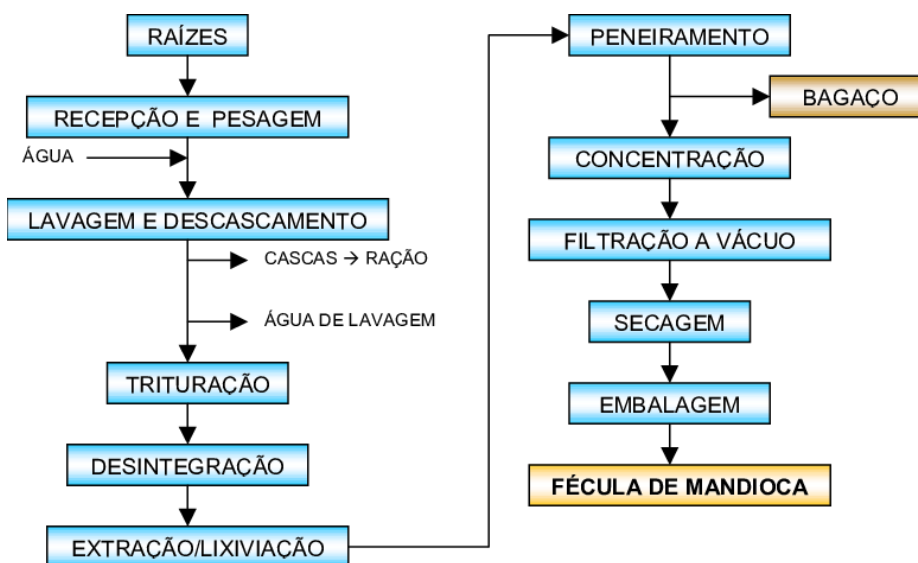 RAÍZES
RECEPÇÃO E PESAGEM
ÁGUA
LAVAGEM E DESCASCAMENTO
CASCAS → RAÇÃO
ÁGUA DE LAVAGEM
TRITURAÇÃO
DESINTEGRAÇÃO
EXTRAÇÃO/LIXIVIAÇÃO
PENEIRAMENTO
BAGAÇO
CONCENTRAÇÃO
FILTRAÇÃO A VÁCUO
SECAGEM
EMBALAGEM
FÉCULA DE MANDIOCA